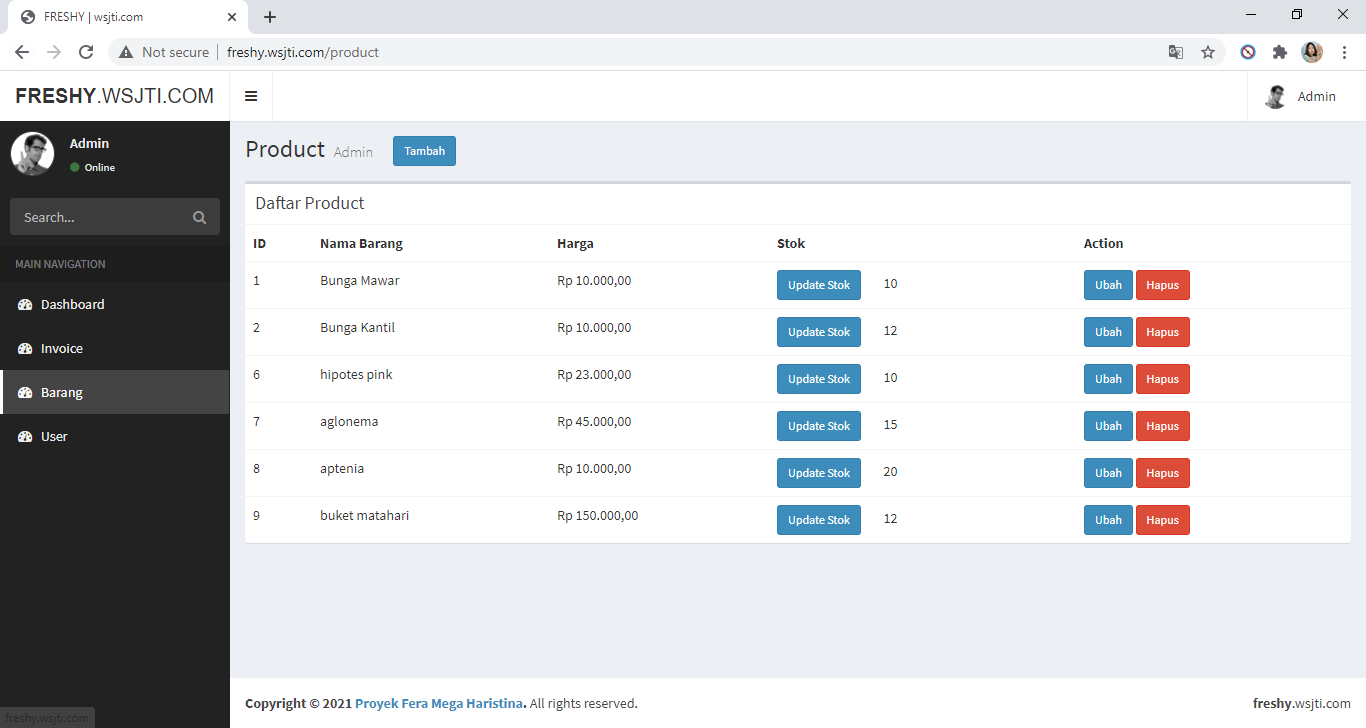 FRESHY | wsjti.com
Not secure freshy.wsjti.com/product
FRESHY.WSJTI.COM
Admin
Admin
Online
Search...
MAIN NAVIGATION
Dashboard
Invoice
Barang
User
Product Admin Tambah
Daftar Product
ID Nama Barang Harga Stok Action
1 Bunga Mawar Rp 10.000,00 Update Stok 10 Ubah Hapus
2 Bunga Kantil Rp 10.000,00 Update Stok 12 Ubah Hapus
6 hipotes pink Rp 23.000,00 Update Stok 10 Ubah Hapus
7 aglonema Rp 45.000,00 Update Stok 15 Ubah Hapus
8 aptenia Rp 10.000,00 Update Stok 20 Ubah Hapus
9 buket matahari Rp 150.000,00 Update Stok 12 Ubah Hapus
Copyright © 2021 Proyek Fera Mega Haristina. All rights reserved.
freshy.wsjti.com
freshy.wsjti.com